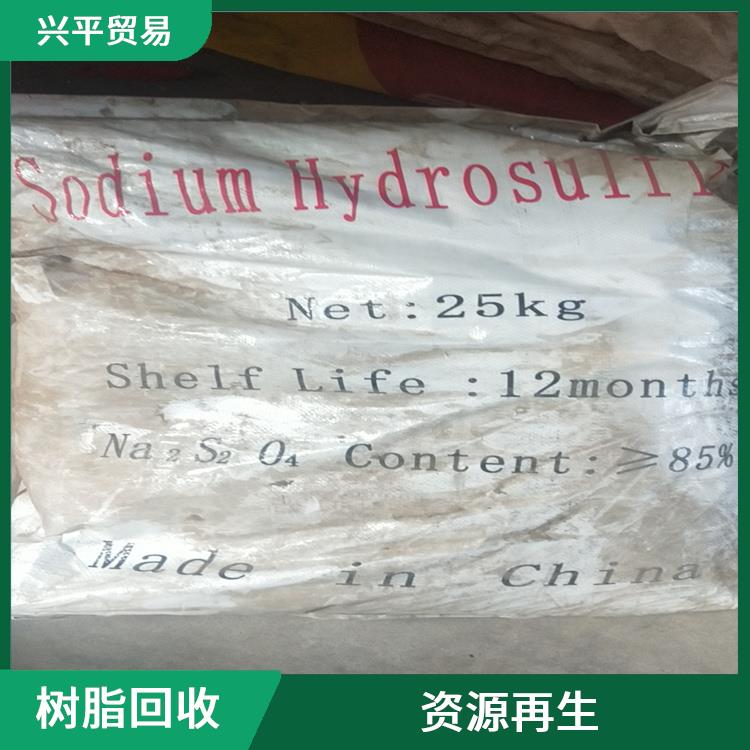 兴平贸易
Sodium Hydrosulfi
Net:25kg
Shelf Life :12months
Na₂S₂O₄ Content:≥85%
Made in China
树脂回收
资源再生